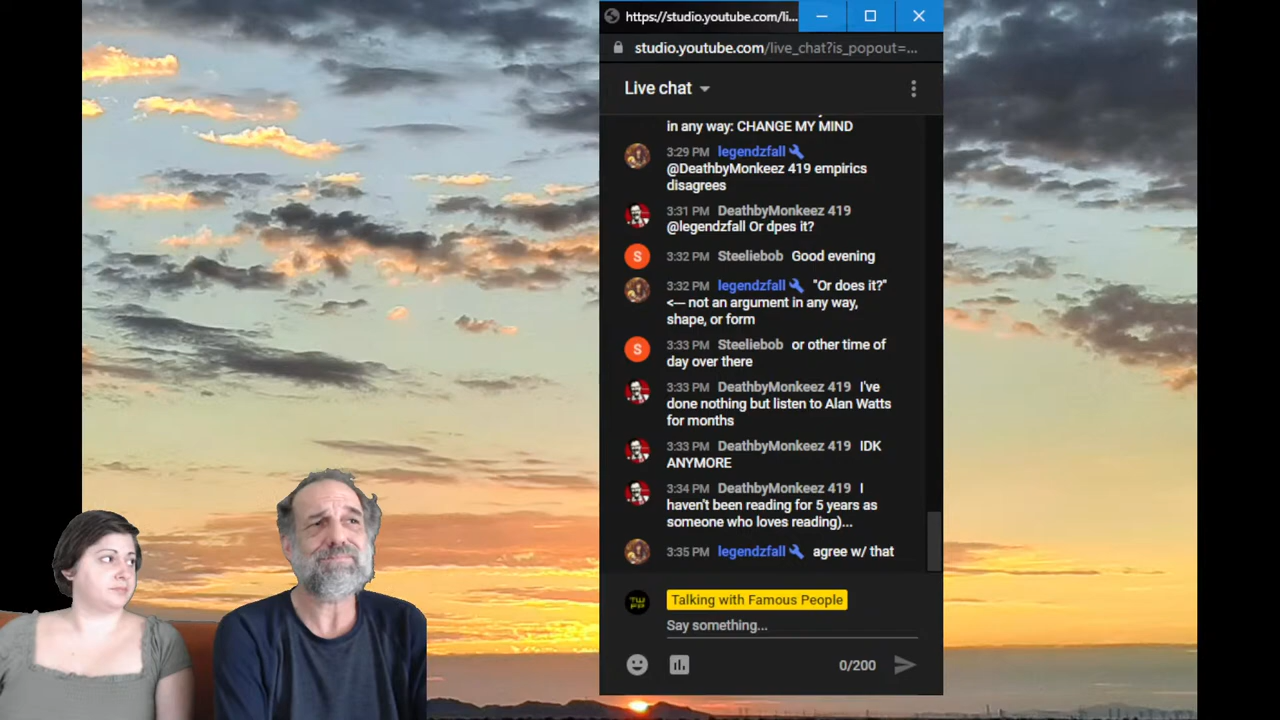 https://studio.youtube.com/li...
studio.youtube.com/live_chat?is_popout=...
Live chat
in any way: CHANGE MY MIND
3:29 PM legendzfall
@DeathbyMonkeez 419 empirics
disagrees
3:31 PM DeathbyMonkeez 419
@legendzfall Or dpes it?
S 3:32 PM Steeliebob Good evening
3:32 PM legendzfall "Or does it?"
<--- not an argument in any way,
shape, or form
S 3:33 PM Steeliebob or other time of
day over there
3:33 PM DeathbyMonkeez 419 I've
done nothing but listen to Alan Watts
for months
3:33 PM DeathbyMonkeez 419 IDK
ANYMORE
3:34 PM DeathbyMonkeez 419 I
haven't been reading for 5 years as
someone who loves reading)...
3:35 PM legendzfall agree w/ that
Talking with Famous People
Say something...
0/200